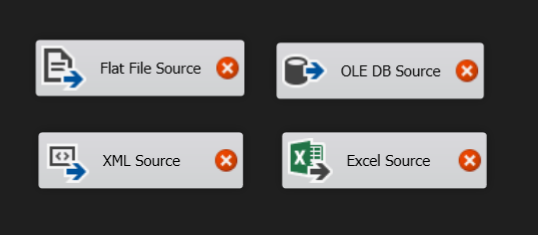 Flat File Source
OLE DB Source
XML Source
Excel Source